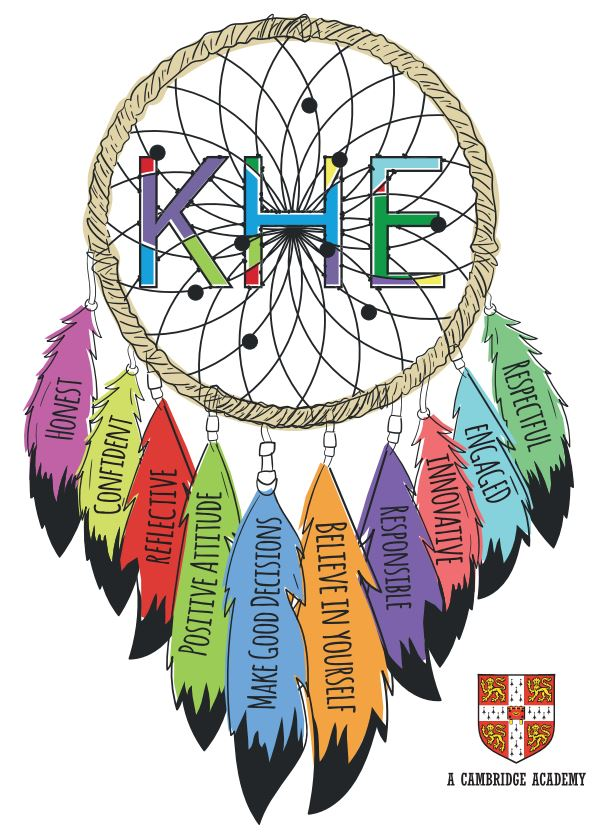 KHE
HONEST
CONFIDENT
REFLECTIVE
POSITIVE ATTITUDE
MAKE GOOD DECISIONS
BELIEVE IN YOURSELF
RESPONSIBLE
INNOVATIVE
ENGAGED
RESPECTFUL
A CAMBRIDGE ACADEMY